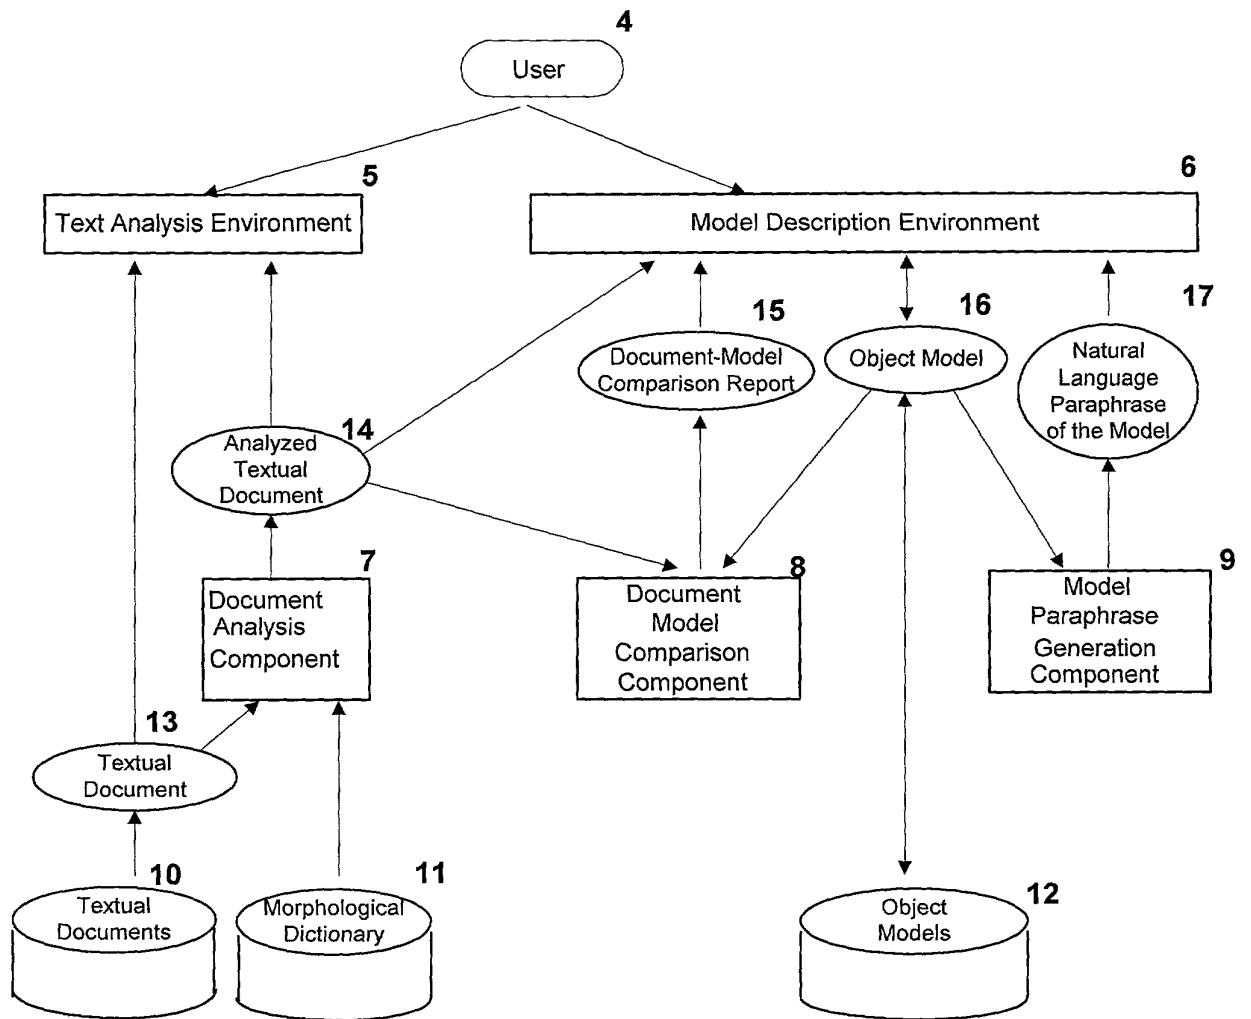 4
User
5
6
Text Analysis Environment
Model Description Environment
15
16
17
Document-Model
Comparison Report
Object Model
Natural
Language
Paraphrase
of the Model
14
Analyzed
Textual
Document
7
8
9
Document
Analysis
Component
Document
Model
Comparison
Component
Model
Paraphrase
Generation
Component
13
Textual
Document
10
11
12
Textual
Documents
Morphological
Dictionary
Object
Models